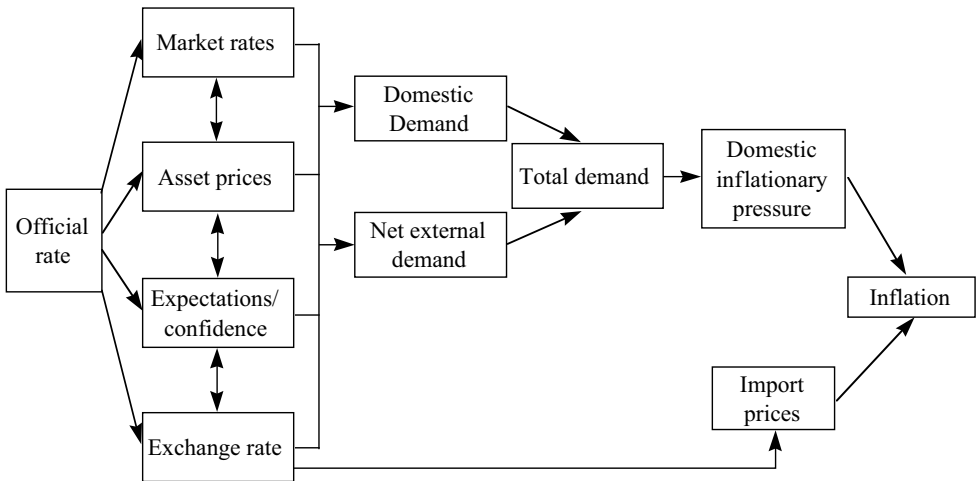 Official
rate
Market rates
Asset prices
Expectations/
confidence
Exchange rate
Domestic
Demand
Net external
demand
Total demand
Domestic
inflationary
pressure
Import
prices
Inflation